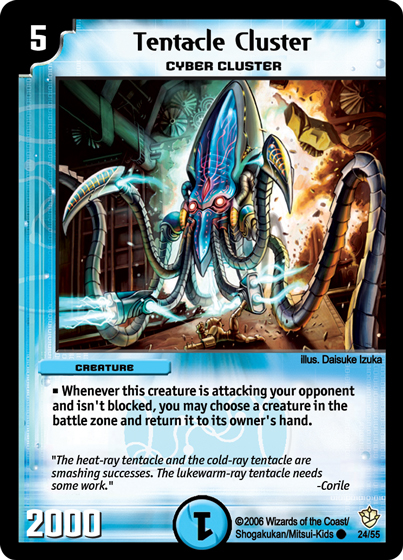 5
Tentacle Cluster
CYBER CLUSTER
illus. Daisuke Izuka
CREATURE
▪ Whenever this creature is attacking your opponent
and isn't blocked, you may choose a creature in the
battle zone and return it to its owner's hand.
"The heat-ray tentacle and the cold-ray tentacle are
smashing successes. The lukewarm-ray tentacle needs
some work." -Corile
2000
1
©2006 Wizards of the Coast/
Shogakukan/Mitsui-Kids ● 24/55